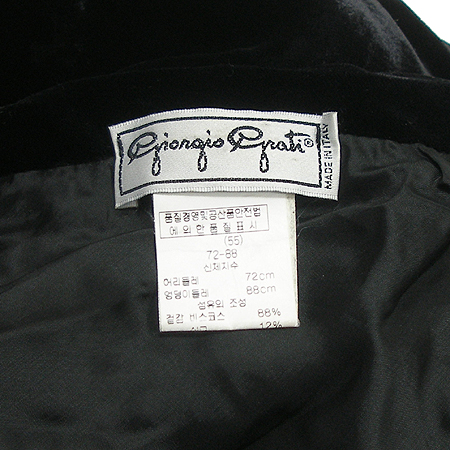 Giorgio Grati®
MADE IN ITALY
품질경영및공산품안전법
에 의한 품질 표시
(55)
72-88
신체치수
허리둘레 72cm
엉덩이둘레 88cm
섬유의 조성
겉감 비스코스 88%
실크 12%